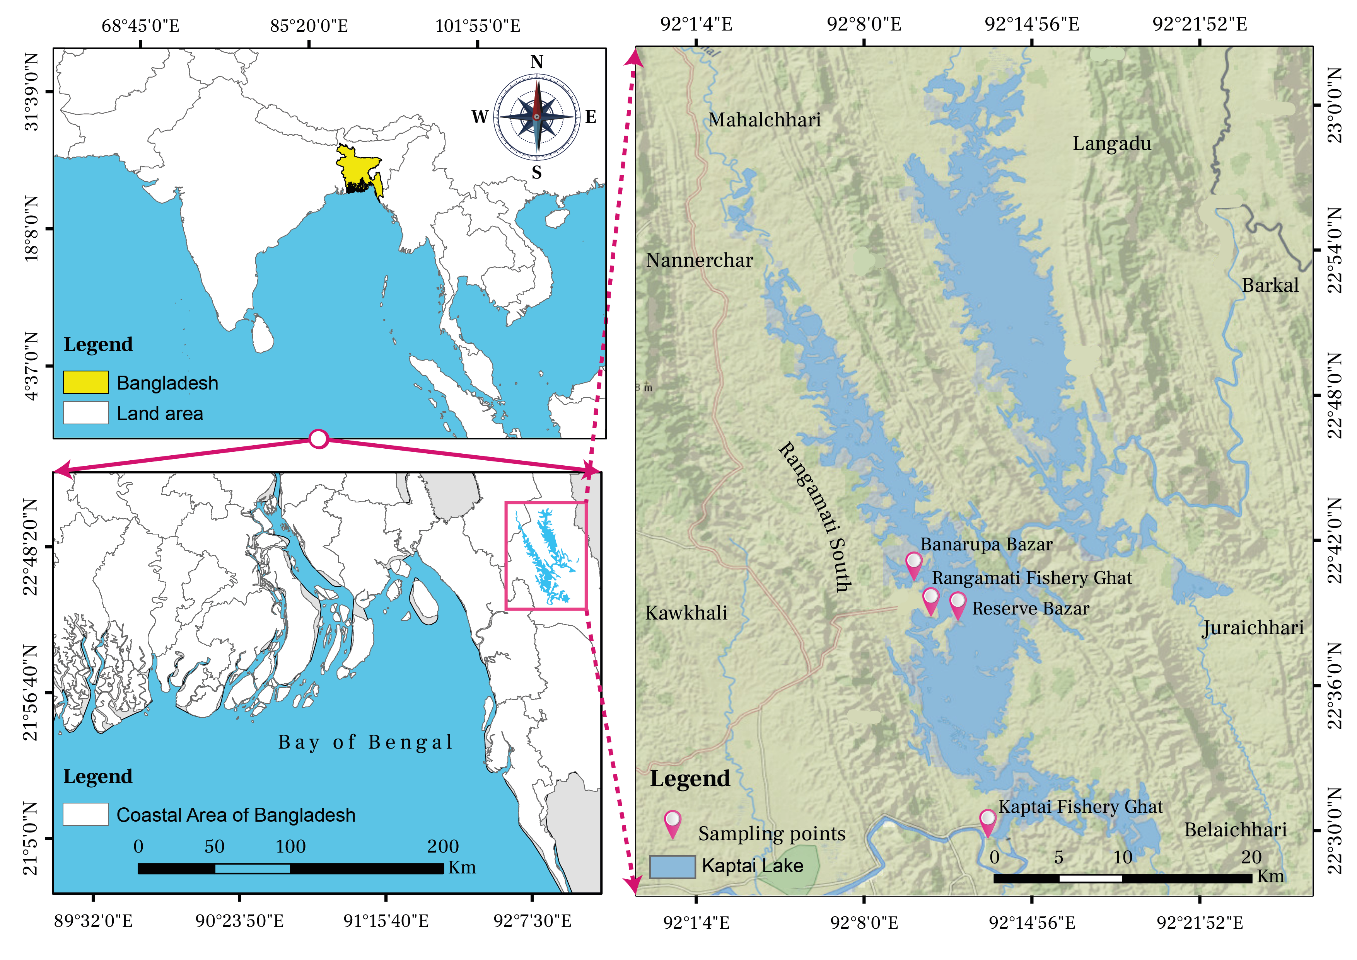 68°45'0"E 85°20'0"E 101°55'0"E
31°39'0"N
18°8'0"N
4°37'0"N
N
W E
S
Legend
Bangladesh
Land area
22°48'20"N
21°56'40"N
21°5'0"N
Bay of Bengal
Legend
Coastal Area of Bangladesh
0 50 100 200
Km
89°32'0"E 90°23'50"E 91°15'40"E 92°7'30"E
92°1'4"E 92°8'0"E 92°14'56"E 92°21'52"E
Mahalchhari
Langadu
Nannerchar
Barkal
8 m
Rangamati South
Banarupa Bazar
Rangamati Fishery Ghat
Reserve Bazar
Kawkhali
Juraichhari
Legend
Sampling points
Kaptai Lake
Kaptai Fishery Ghat
Belaichhari
0 5 10 20
Km
23°0'0"N
22°54'0"N
22°48'0"N
22°42'0"N
22°36'0"N
22°30'0"N
92°1'4"E 92°8'0"E 92°14'56"E 92°21'52"E